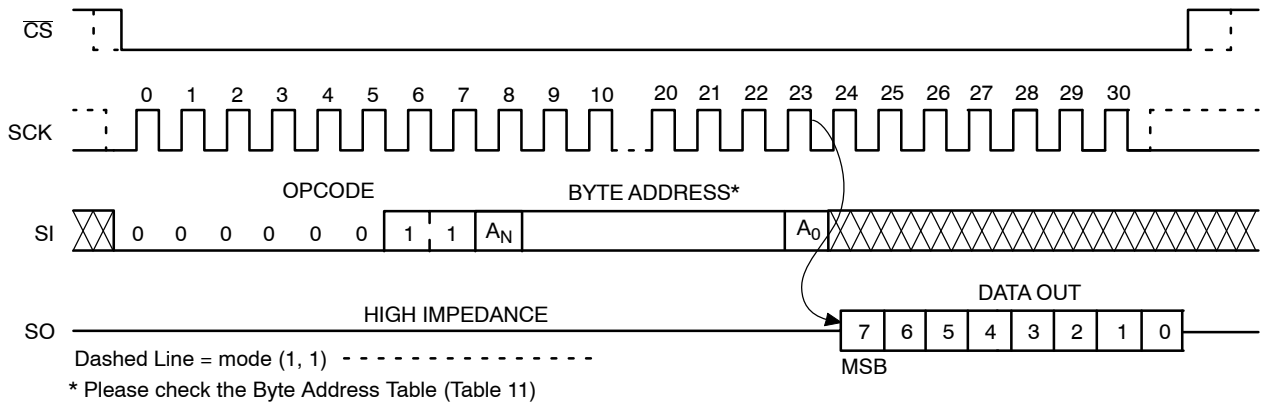 CS
0 1 2 3 4 5 6 7 8 9 10 20 21 22 23 24 25 26 27 28 29 30
SCK
OPCODE BYTE ADDRESS*
SI 0 0 0 0 0 0 1 1 AN A0
DATA OUT
HIGH IMPEDANCE
SO 7 6 5 4 3 2 1 0
Dashed Line = mode (1, 1)
MSB
* Please check the Byte Address Table (Table 11)